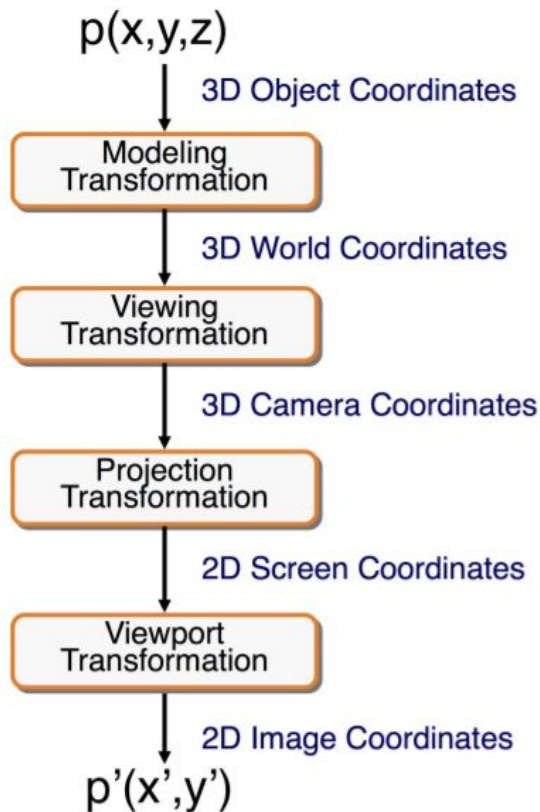 p(x,y,z)
3D Object Coordinates
Modeling
Transformation
3D World Coordinates
Viewing
Transformation
3D Camera Coordinates
Projection
Transformation
2D Screen Coordinates
Viewport
Transformation
2D Image Coordinates
p’(x’,y’)